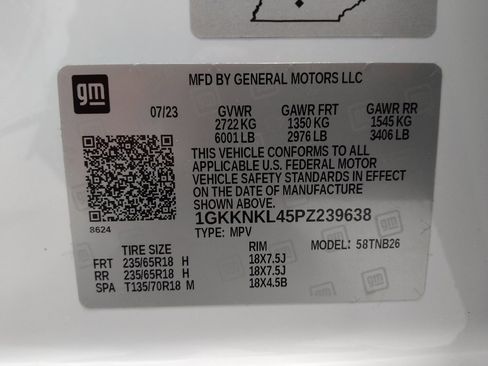 gm
MFD BY GENERAL MOTORS LLC
07/23 GVWR GAWR FRT GAWR RR
2722 KG 1350 KG 1545 KG
6001 LB 2976 LB 3406 LB
THIS VEHICLE CONFORMS TO ALL
APPLICABLE U.S. FEDERAL MOTOR
VEHICLE SAFETY STANDARDS IN EFFECT
ON THE DATE OF MANUFACTURE
SHOWN ABOVE.
8624
1GKKNKL45PZ239638
TYPE: MPV
MODEL: 58TNB26
TIRE SIZE RIM
FRT 235/65R18 H 18X7.5J
RR 235/65R18 H 18X7.5J
SPA T135/70R18 M 18X4.5B